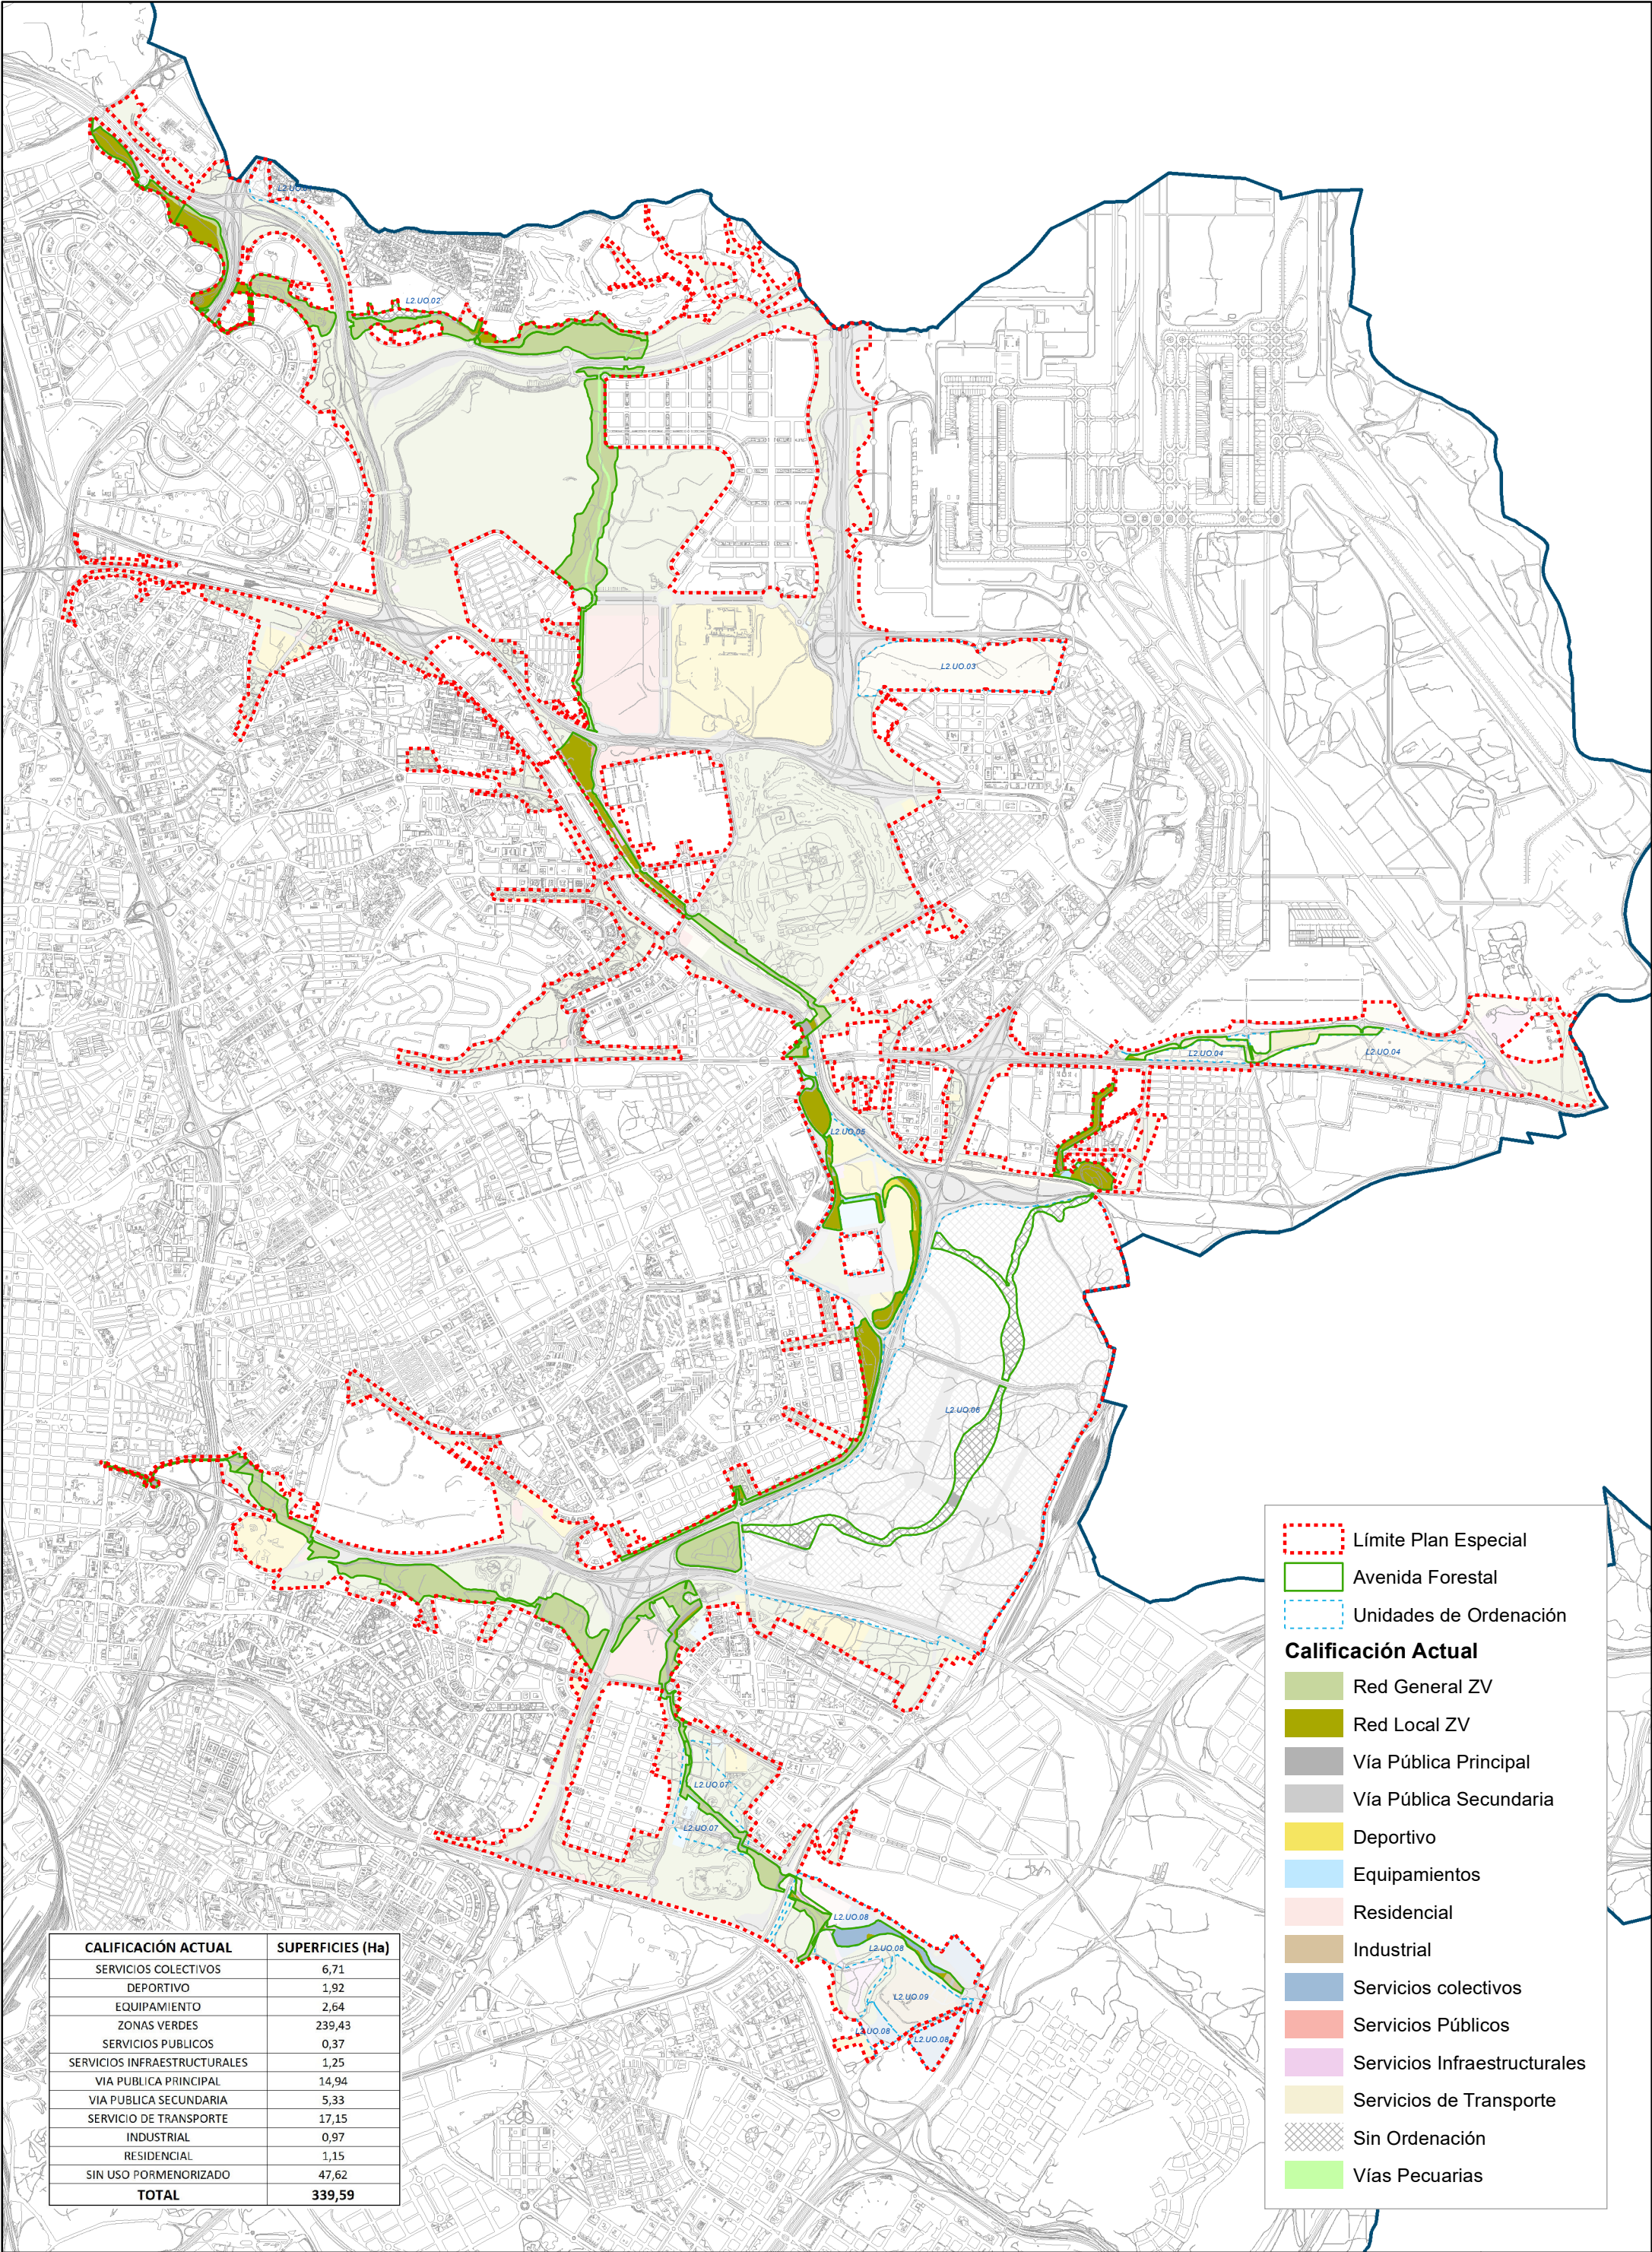 L2.UO.01
L2.UO.02
L2.UO.03
L2.UO.04
L2.UO.04
L2.UO.05
L2.UO.06
L2.UO.07
L2.UO.07
L2.UO.08
L2.UO.08
L2.UO.09
L2.UO.08
L2.UO.08
Límite Plan Especial
Avenida Forestal
Unidades de Ordenación
Calificación Actual
Red General ZV
Red Local ZV
Vía Pública Principal
Vía Pública Secundaria
Deportivo
Equipamientos
Residencial
Industrial
Servicios colectivos
Servicios Públicos
Servicios Infraestructurales
Servicios de Transporte
Sin Ordenación
Vías Pecuarias
CALIFICACIÓN ACTUAL SUPERFICIES (Ha)
SERVICIOS COLECTIVOS 6,71
DEPORTIVO 1,92
EQUIPAMIENTO 2,64
ZONAS VERDES 239,43
SERVICIOS PUBLICOS 0,37
SERVICIOS INFRAESTRUCTURALES 1,25
VIA PUBLICA PRINCIPAL 14,94
VIA PUBLICA SECUNDARIA 5,33
SERVICIO DE TRANSPORTE 17,15
INDUSTRIAL 0,97
RESIDENCIAL 1,15
SIN USO PORMENORIZADO 47,62
TOTAL 339,59